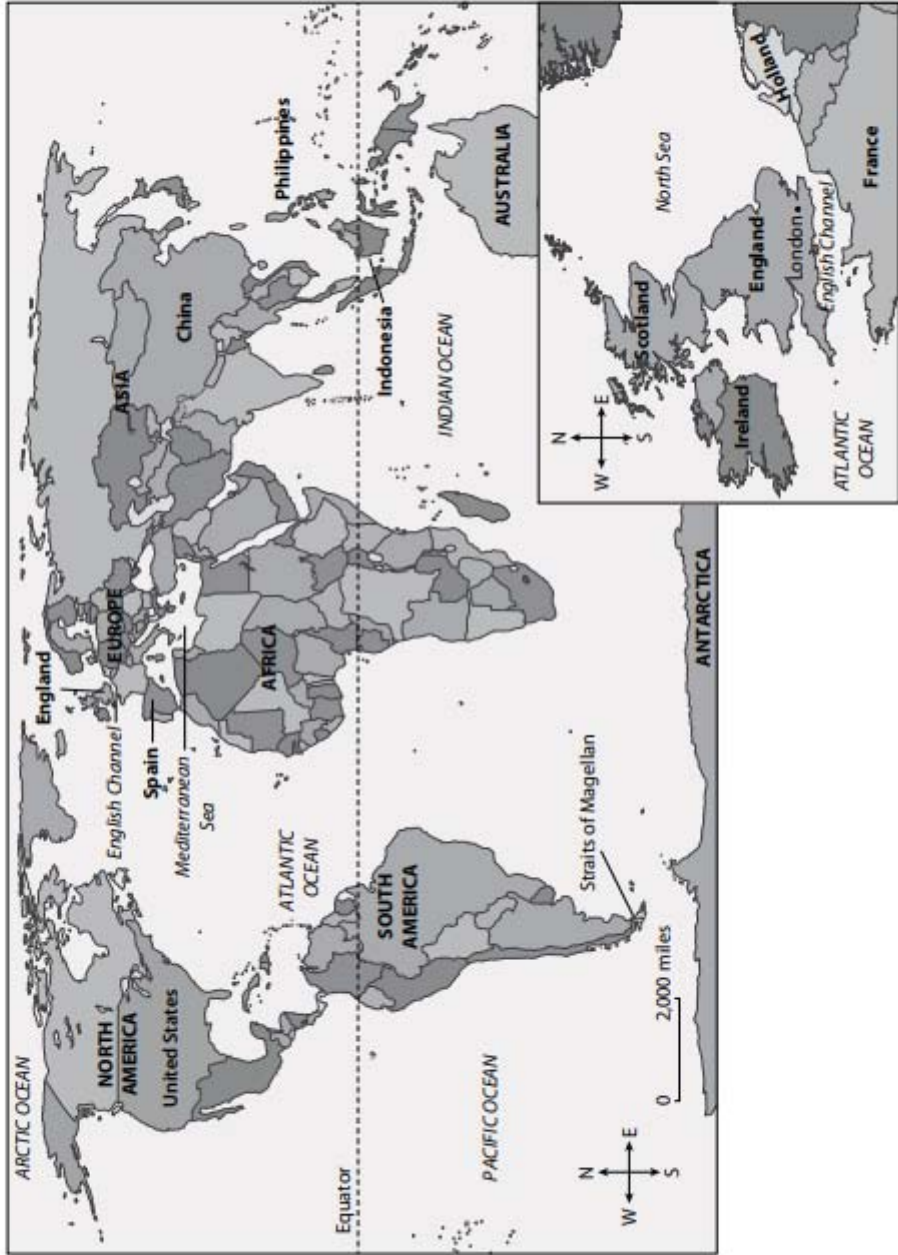 ARCTIC OCEAN
NORTH
AMERICA
United States
England
English Channel
Spain
Mediterranean
Sea
EUROPE
ASIA
China
Philippines
ATLANTIC
OCEAN
AFRICA
Equator
SOUTH
AMERICA
Indonesia
INDIAN OCEAN
AUSTRALIA
PACIFIC OCEAN
Straits of Magellan
N
W E
S
0 2,000 miles
ANTARCTICA
N
W E
S
North Sea
Scotland
Ireland
England
London
Holland
English Channel
ATLANTIC
OCEAN
France